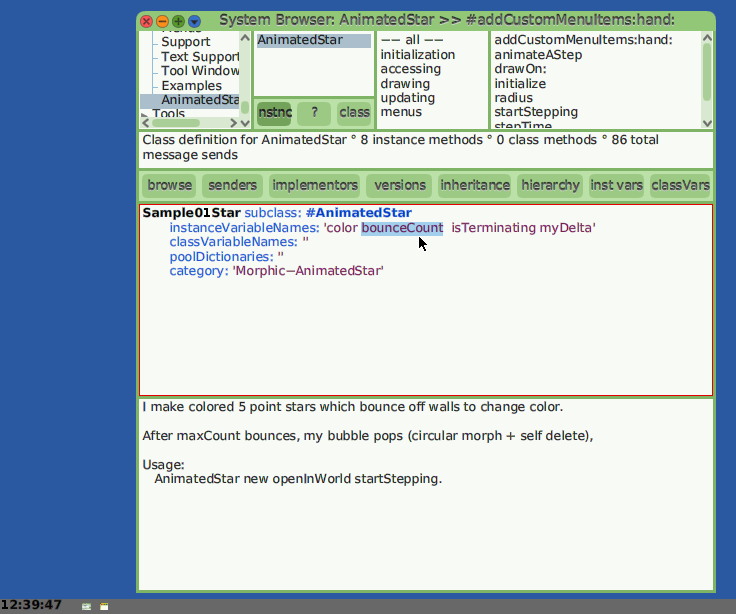 System Browser: AnimatedStar >> #addCustomMenuItems:hand:
Support
Text Support
Tool Window
Examples
AnimatedSta
Tools
AnimatedStar
nstnc ? class
-- all --
initialization
accessing
drawing
updating
menus
addCustomMenuItems:hand:
animateAStep
drawOn:
initialize
radius
startStepping
stepTime
Class definition for AnimatedStar ° 8 instance methods ° 0 class methods ° 86 total
message sends
browse senders implementors versions inheritance hierarchy inst vars classVars
Sample01Star subclass: #AnimatedStar
instanceVariableNames: 'color bounceCount  isTerminating myDelta'
classVariableNames: ''
poolDictionaries: ''
category: 'Morphic−AnimatedStar'
I make colored 5 point stars which bounce off walls to change color.
After maxCount bounces, my bubble pops (circular morph + self delete),
Usage:
AnimatedStar new openInWorld startStepping.
12:39:47